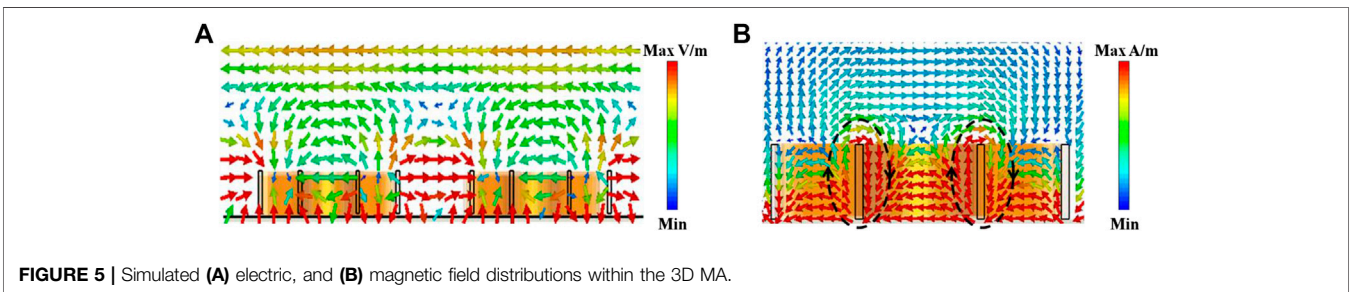 A
B
Max V/m
Min
Max A/m
Min
FIGURE 5 | Simulated (A) electric, and (B) magnetic field distributions within the 3D MA.